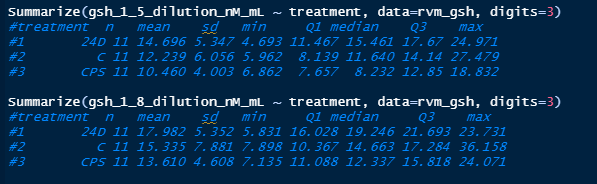 Summarize(gsh_1_5_dilution_nM_mL ~ treatment, data=rvm_gsh, digits=3)
#treatment n mean sd min Q1 median Q3 max
#1 24D 11 14.696 5.347 4.693 11.467 15.461 17.67 24.971
#2 C 11 12.239 6.056 5.962 8.139 11.640 14.14 27.479
#3 CPS 11 10.460 4.003 6.862 7.657 8.232 12.85 18.832
Summarize(gsh_1_8_dilution_nM_mL ~ treatment, data=rvm_gsh, digits=3)
#treatment n mean sd min Q1 median Q3 max
#1 24D 11 17.982 5.352 5.831 16.028 19.246 21.693 23.731
#2 C 11 15.335 7.881 7.898 10.367 14.663 17.284 36.158
#3 CPS 11 13.610 4.608 7.135 11.088 12.337 15.818 24.071